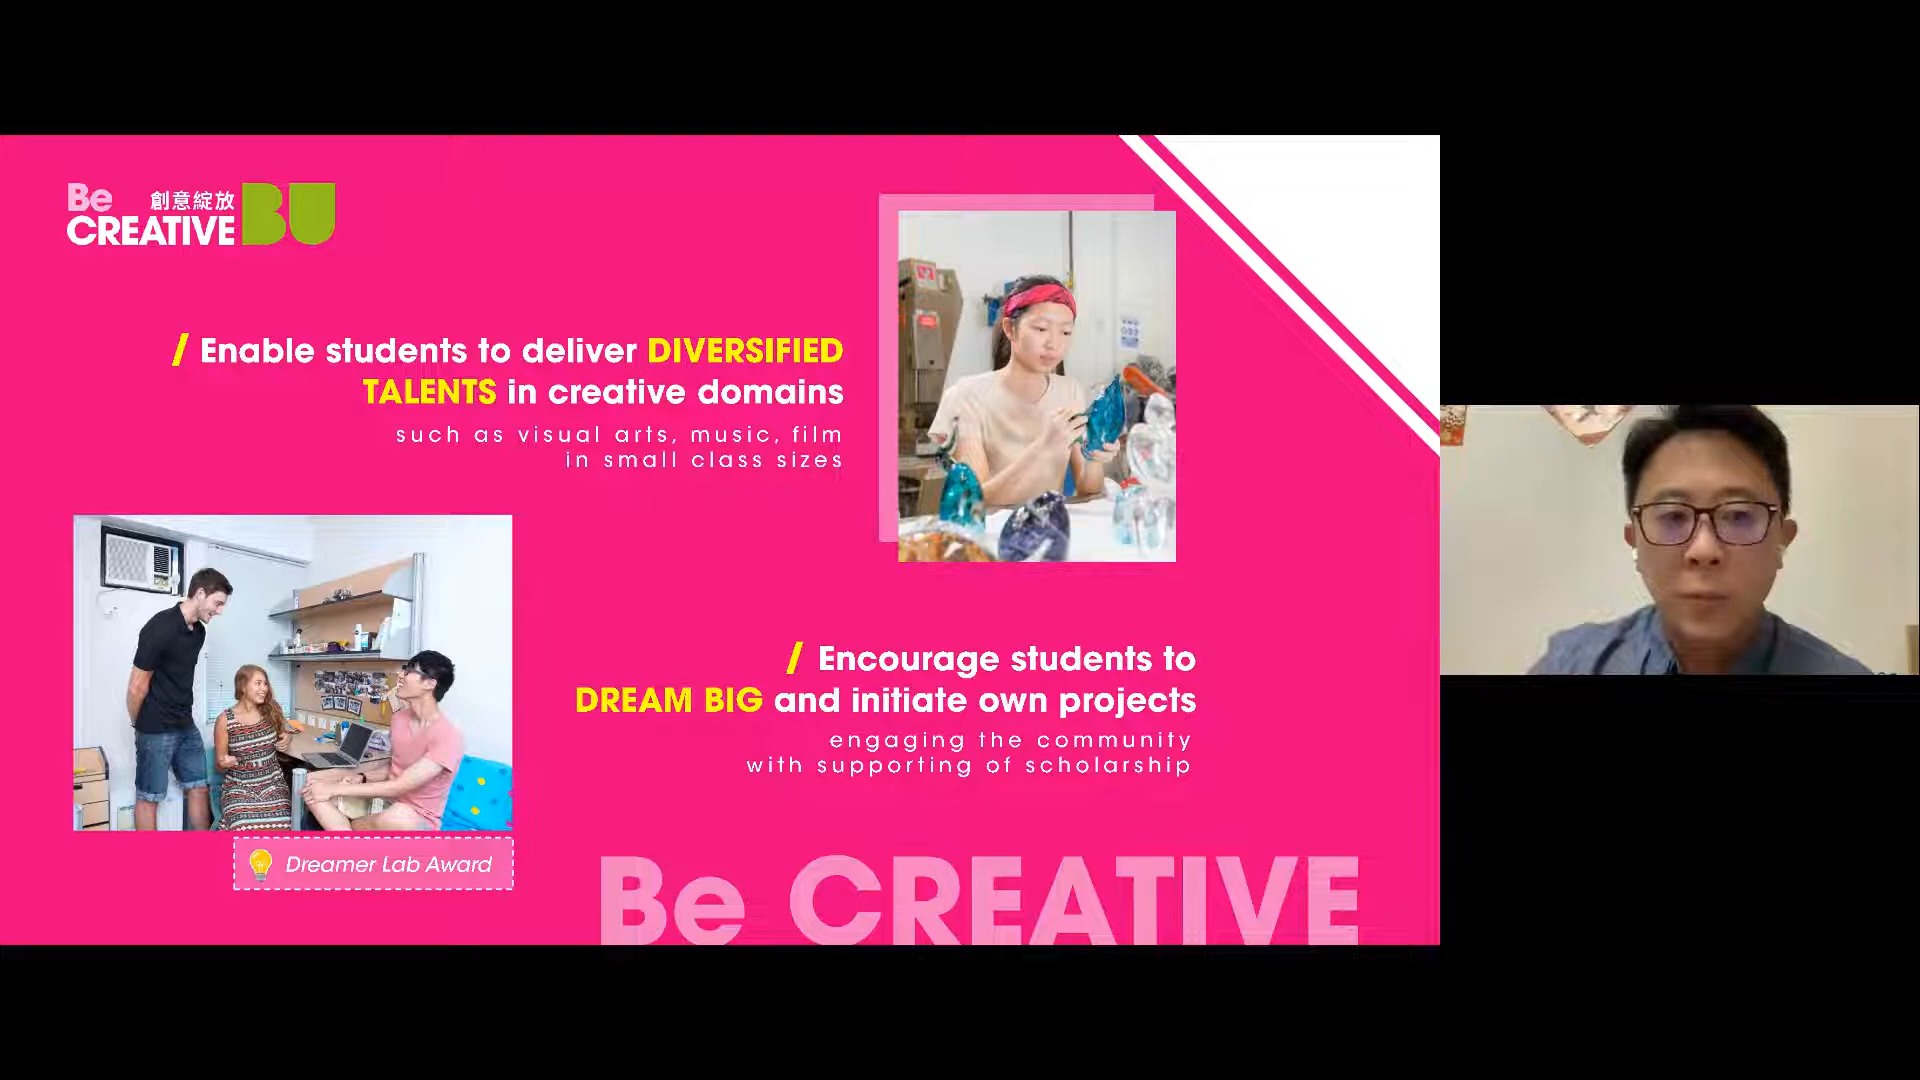 Be 創意綻放
CREATIVE BU
/ Enable students to deliver DIVERSIFIED
TALENTS in creative domains
such as visual arts, music, film
in small class sizes
/ Encourage students to
DREAM BIG and initiate own projects
engaging the community
with supporting of scholarship
Dreamer Lab Award
Be CREATIVE